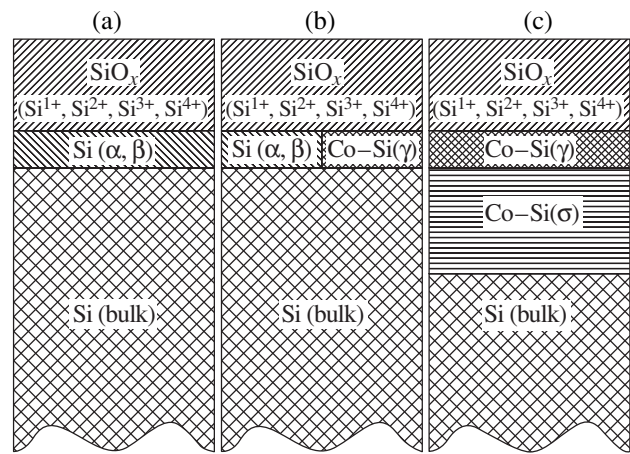 (a) (b) (c)
SiOₓ SiOₓ SiOₓ
(Si¹⁺, Si²⁺, Si³⁺, Si⁴⁺) (Si¹⁺, Si²⁺, Si³⁺, Si⁴⁺) (Si¹⁺, Si²⁺, Si³⁺, Si⁴⁺)
Si (α, β) Si (α, β) Co–Si(γ) Co–Si(γ)
Co–Si(σ)
Si (bulk) Si (bulk) Si (bulk)